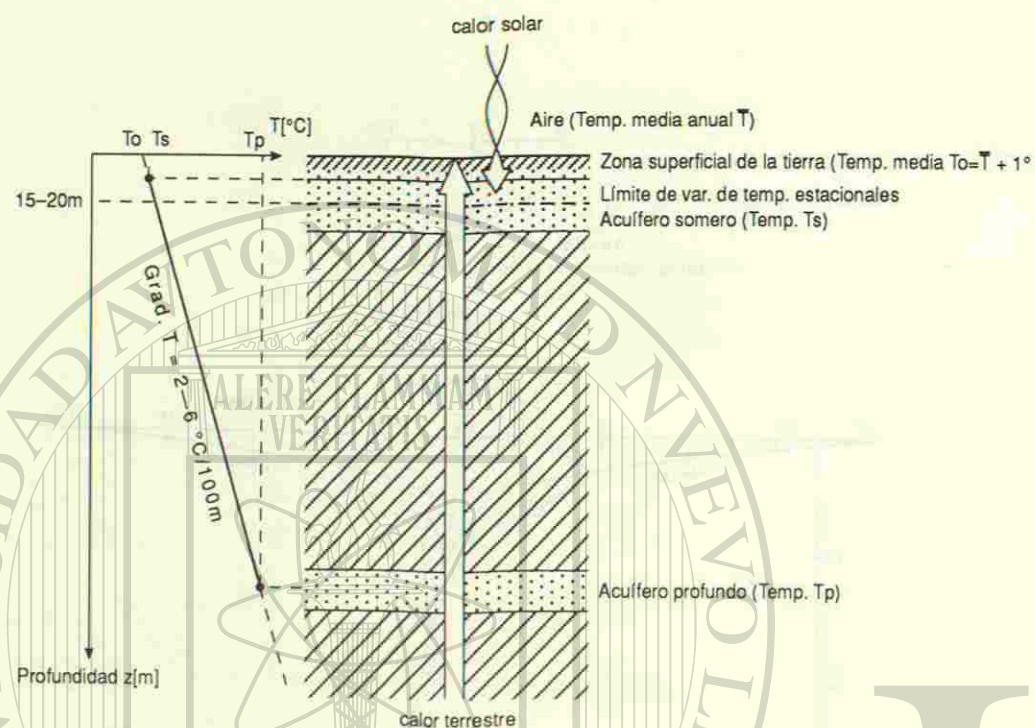 calor solar
Aire (Temp. media anual T̅)
To Ts Tp T[°C]
Zona superficial de la tierra (Temp. media To=T̅ + 1°
15–20m
Límite de var. de temp. estacionales
Acuífero somero (Temp. Ts)
Grad. T = 2—6 °C/100m
ALERE FLAMMAM
VERITATIS
Acuífero profundo (Temp. Tp)
Profundidad z[m]
calor terrestre